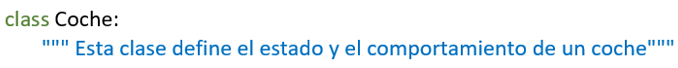 class Coche:
""" Esta clase define el estado y el comportamiento de un coche"""